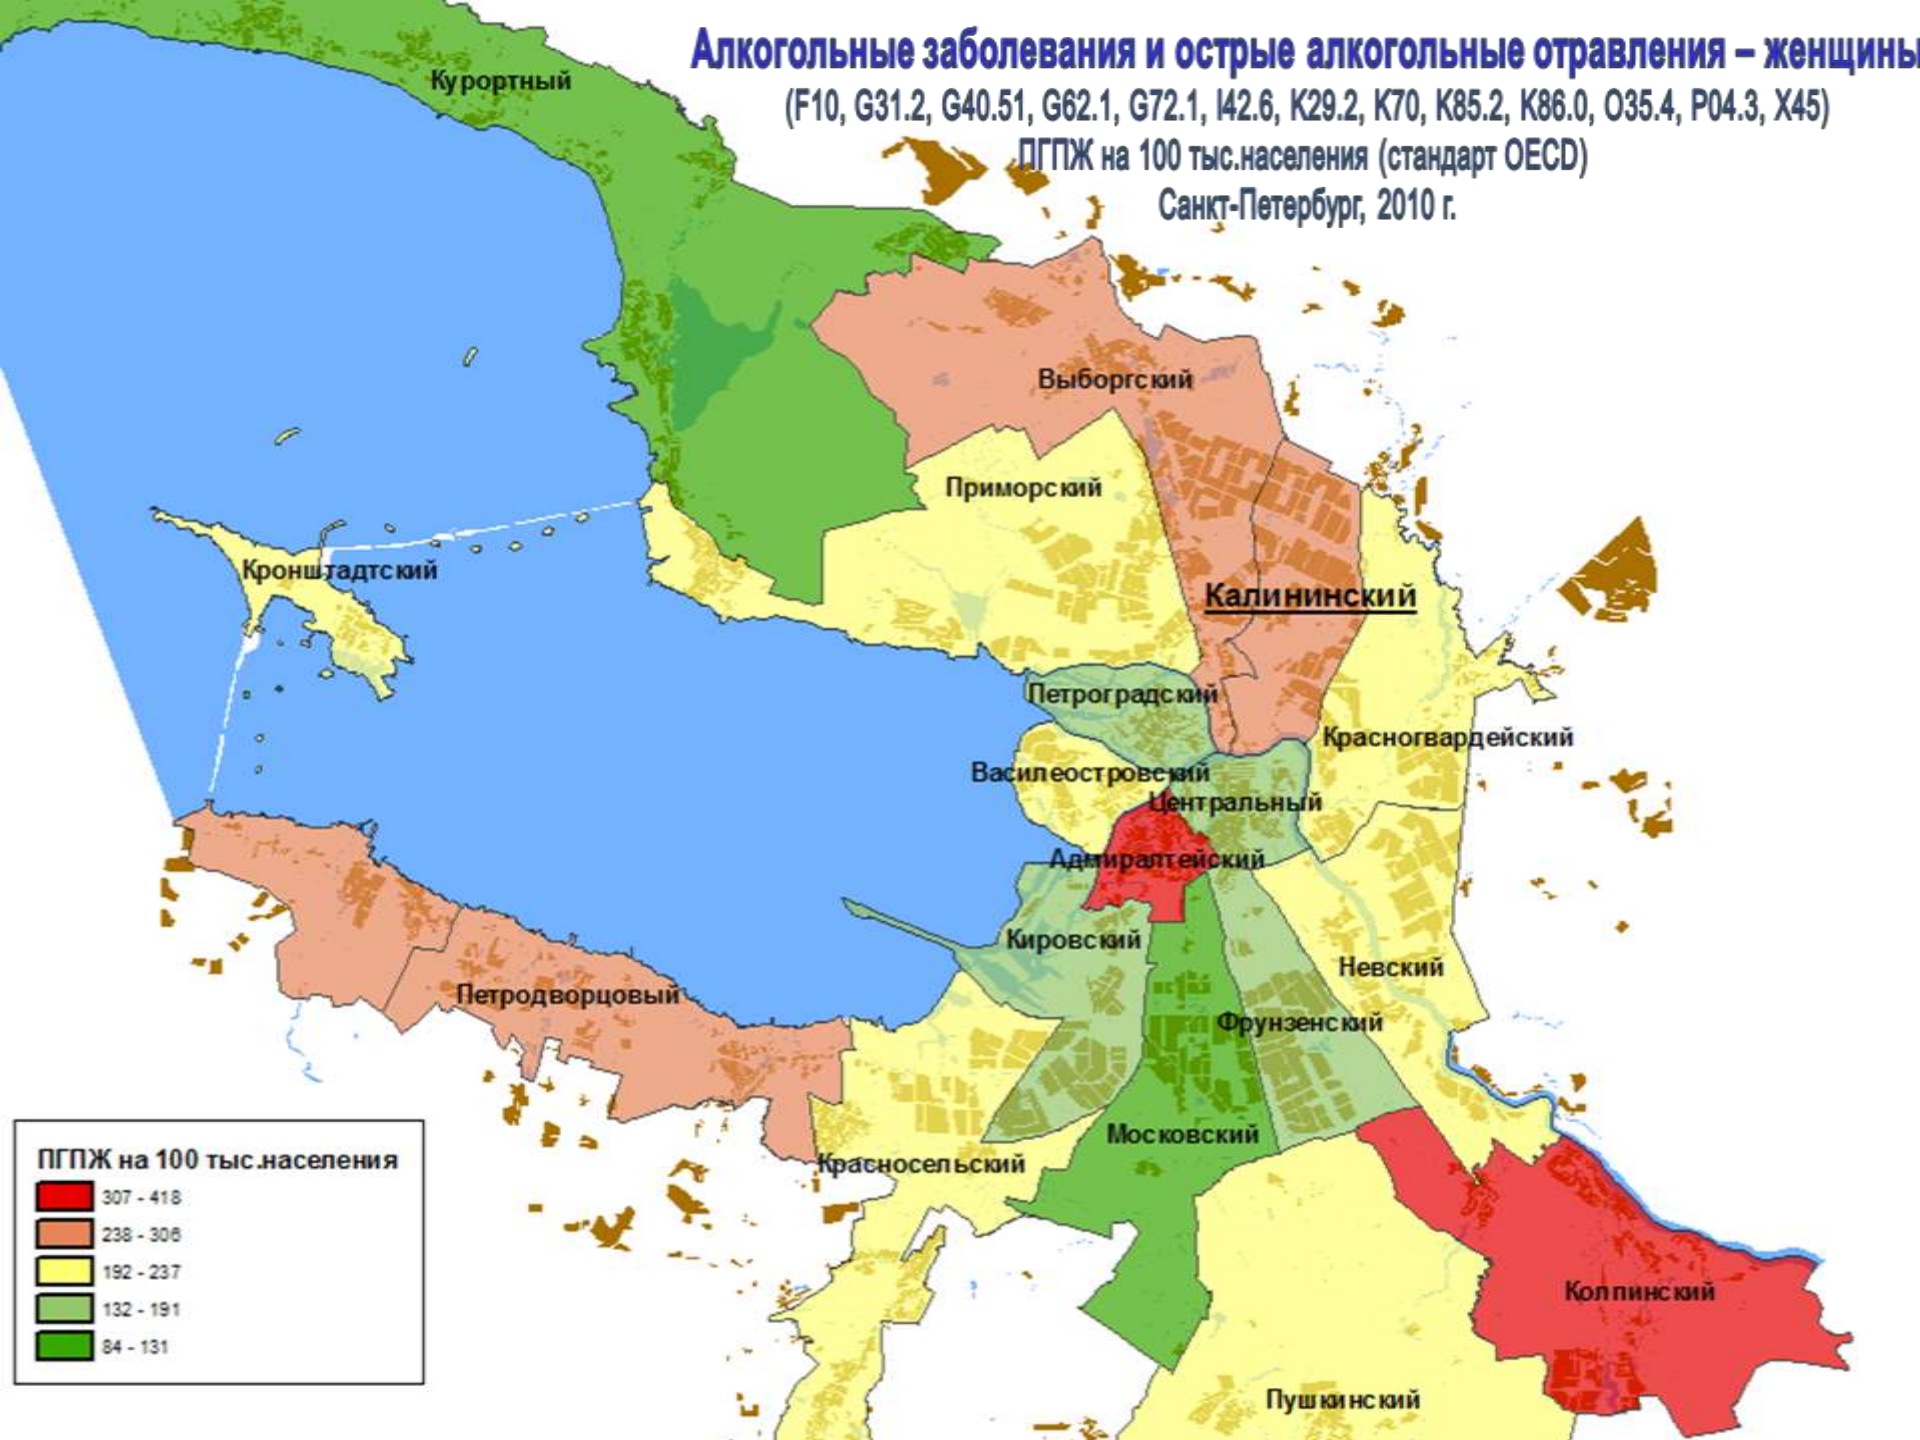 Алкогольные заболевания и острые алкогольные отравления – женщины
(F10, G31.2, G40.51, G62.1, G72.1, I42.6, K29.2, K70, K85.2, K86.0, O35.4, P04.3, X45)
ПГПЖ на 100 тыс.населения (стандарт OECD)
Санкт-Петербург, 2010 г.
Курортный
Выборгский
Приморский
Кронштадтский
Калининский
Петроградский
Красногвардейский
Василеостровский
Центральный
Адмиралтейский
Кировский
Невский
Петродворцовый
Фрунзенский
Московский
Красносельский
Колпинский
Пушкинский
ПГПЖ на 100 тыс.населения
307 - 418
238 - 306
192 - 237
132 - 191
84 - 131